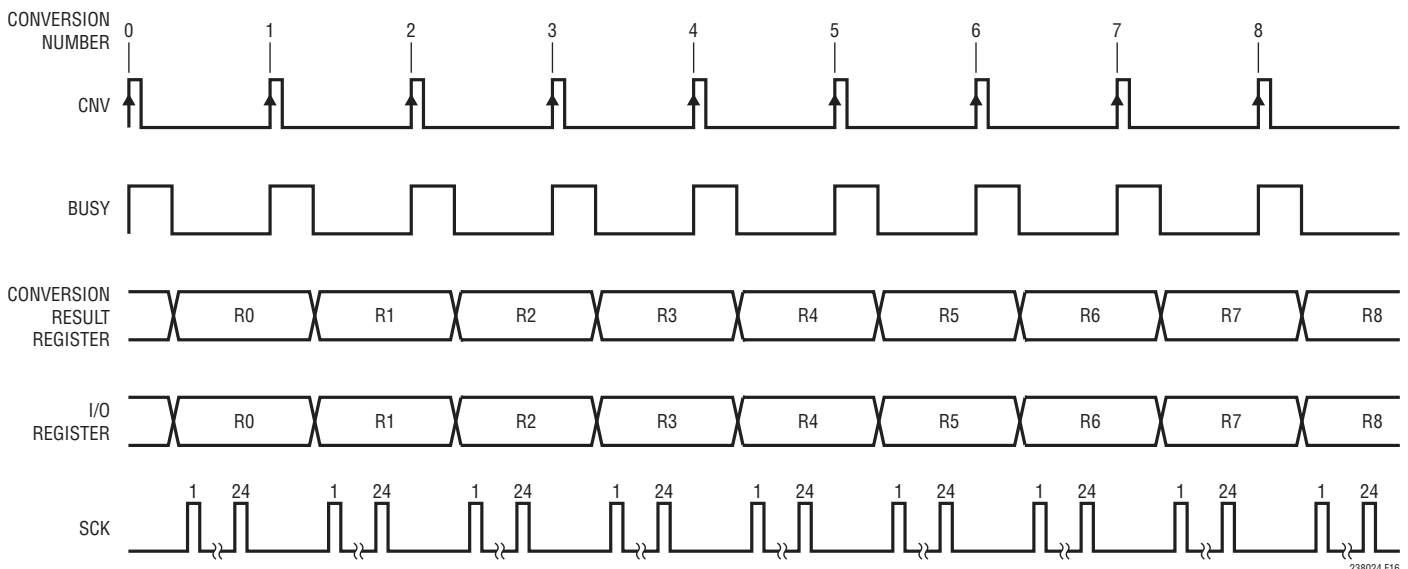 CONVERSION
NUMBER
0 1 2 3 4 5 6 7 8
CNV
BUSY
CONVERSION
RESULT
REGISTER
R0 R1 R2 R3 R4 R5 R6 R7 R8
I/O
REGISTER
R0 R1 R2 R3 R4 R5 R6 R7 R8
1 24 1 24 1 24 1 24 1 24 1 24 1 24 1 24 1 24
SCK
238024 F16